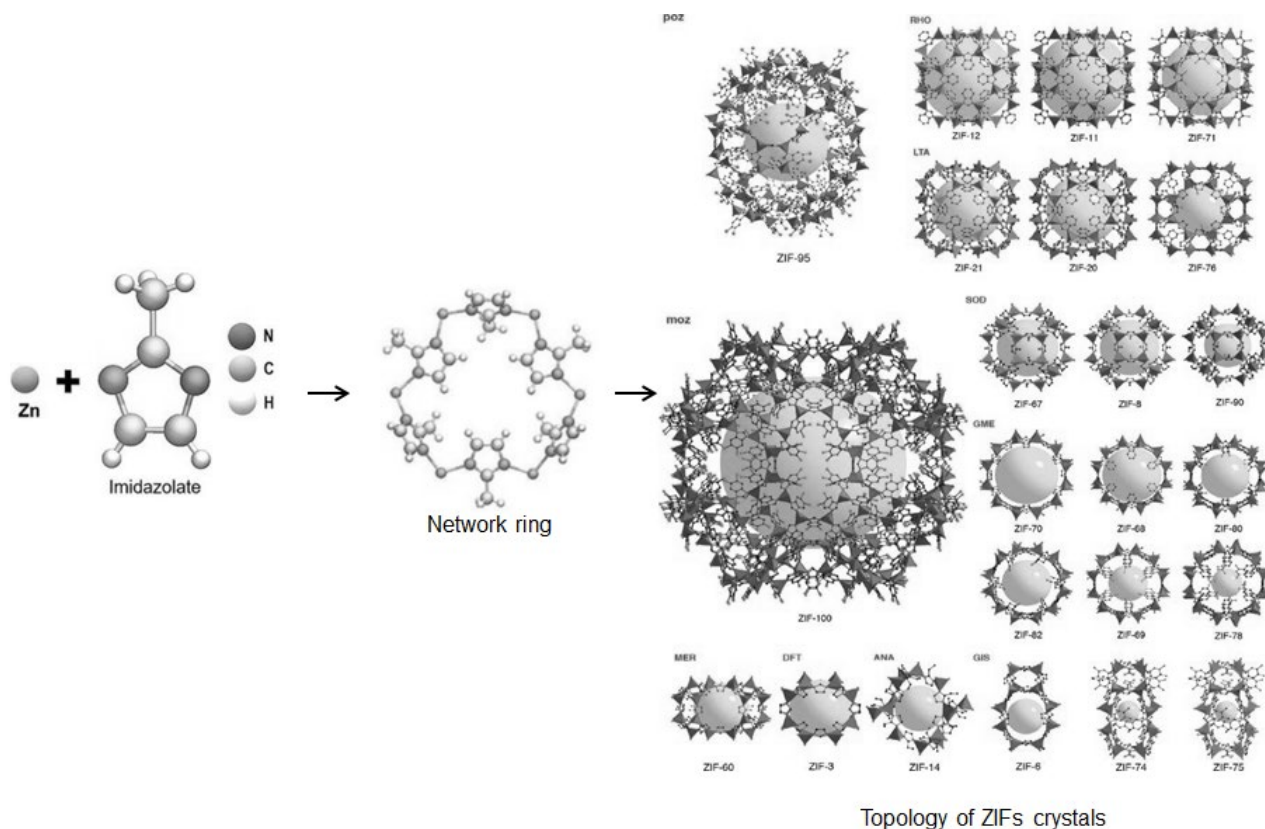 Zn
+
Imidazolate
N
C
H
Network ring
poz
ZIF-95
RHO
ZIF-12 ZIF-11 ZIF-71
LTA
ZIF-21 ZIF-20 ZIF-76
moz
ZIF-100
SOD
ZIF-67 ZIF-8 ZIF-90
GME
ZIF-70 ZIF-68 ZIF-80
ZIF-82 ZIF-69 ZIF-78
MER DFT ANA GIS
ZIF-60 ZIF-3 ZIF-14 ZIF-6 ZIF-74 ZIF-75
Topology of ZIFs crystals